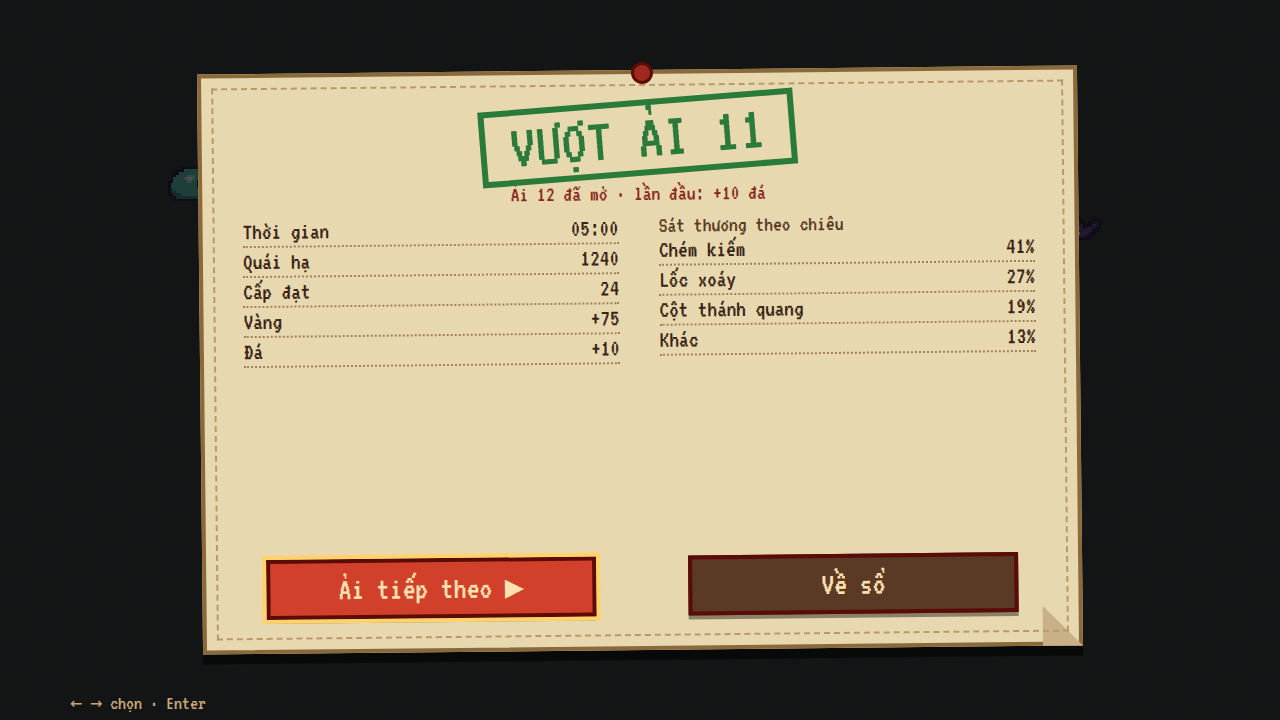 VƯỢT ẢI 11
Ải 12 đã mở · lần đầu: +10 đá
Thời gian 05:00
Quái hạ 1240
Cấp đạt 24
Vàng +75
Đá +10
Sát thương theo chiêu
Chém kiếm 41%
Lốc xoáy 27%
Cột thánh quang 19%
Khác 13%
Ải tiếp theo ▶
Về sổ
← → chọn · Enter